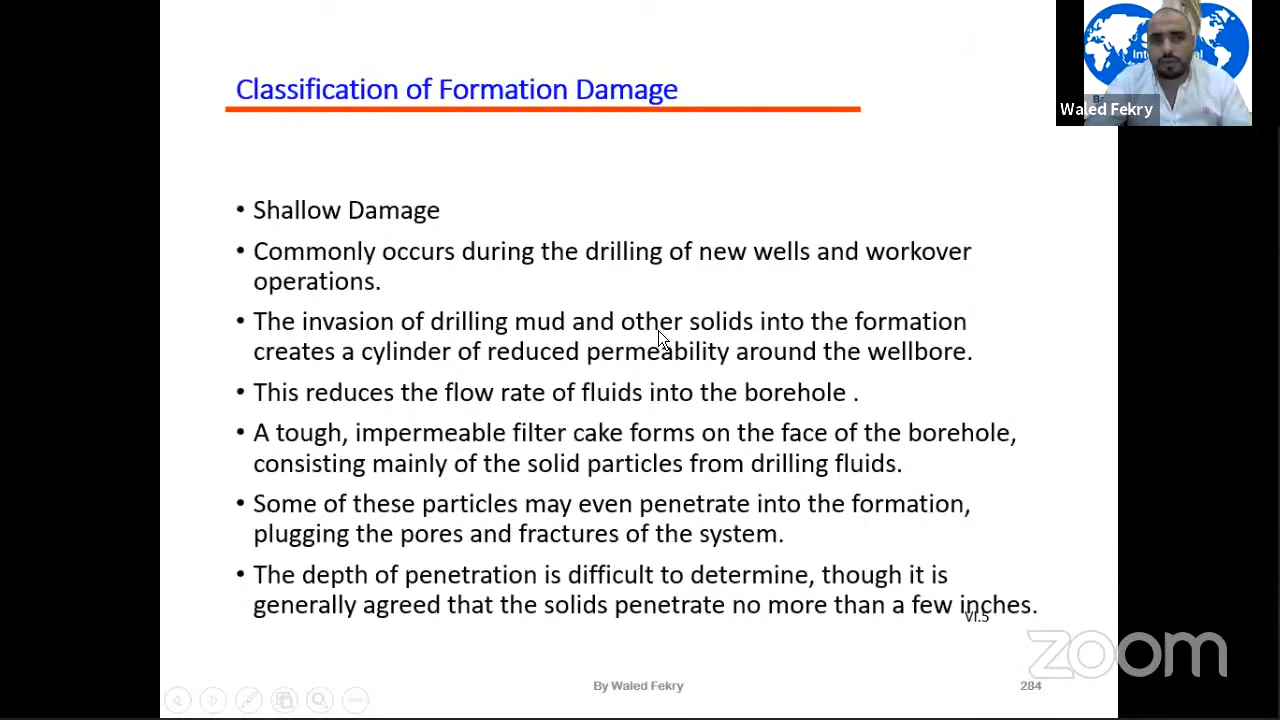 Classification of Formation Damage
Waled Fekry
• Shallow Damage
• Commonly occurs during the drilling of new wells and workover
operations.
• The invasion of drilling mud and other solids into the formation
creates a cylinder of reduced permeability around the wellbore.
• This reduces the flow rate of fluids into the borehole .
• A tough, impermeable filter cake forms on the face of the borehole,
consisting mainly of the solid particles from drilling fluids.
• Some of these particles may even penetrate into the formation,
plugging the pores and fractures of the system.
• The depth of penetration is difficult to determine, though it is
generally agreed that the solids penetrate no more than a few inches.
VI.5
zoom
By Waled Fekry
284